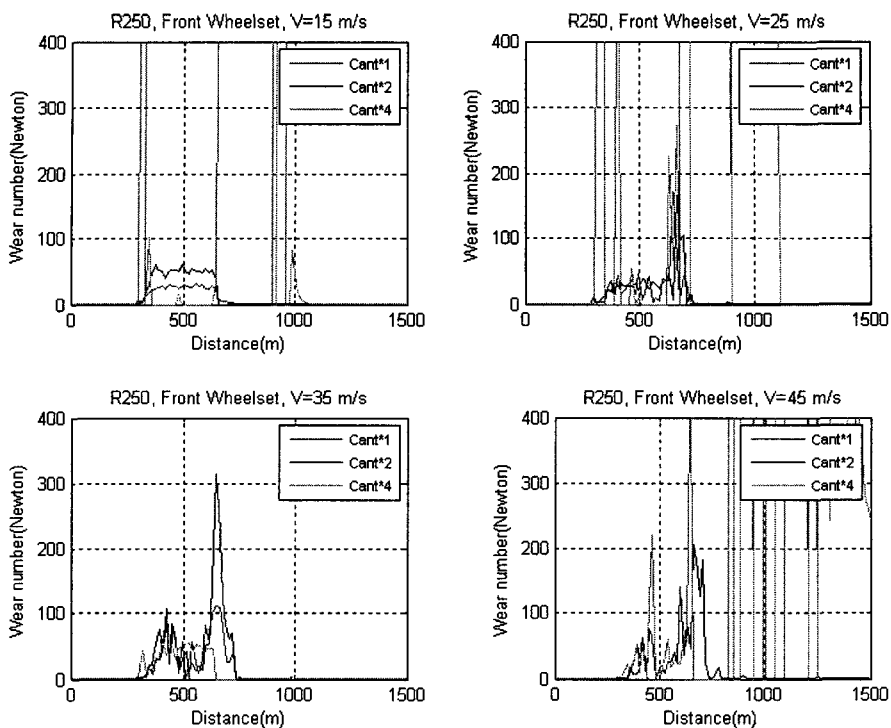 R250, Front Wheelset, V=15 m/s
400
300
200
100
0
Wear number(Newton)
Cant*1
Cant*2
Cant*4
0 500 1000 1500
Distance(m)
R250, Front Wheelset, V=25 m/s
400
300
200
100
0
Wear number(Newton)
Cant*1
Cant*2
Cant*4
0 500 1000 1500
Distance(m)
R250, Front Wheelset, V=35 m/s
400
300
200
100
0
Wear number(Newton)
Cant*1
Cant*2
Cant*4
0 500 1000 1500
Distance(m)
R250, Front Wheelset, V=45 m/s
400
300
200
100
0
Wear number(Newton)
Cant*1
Cant*2
Cant*4
0 500 1000 1500
Distance(m)